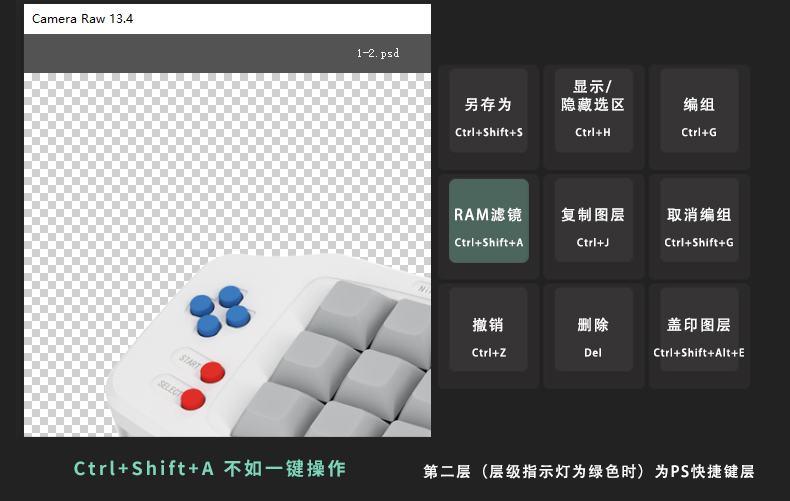 Camera Raw 13.4
1-2.psd
START
SELECT
另存为
Ctrl+Shift+S
显示/
隐藏选区
Ctrl+H
编组
Ctrl+G
RAM滤镜
Ctrl+Shift+A
复制图层
Ctrl+J
取消编组
Ctrl+Shift+G
撤销
Ctrl+Z
删除
Del
盖印图层
Ctrl+Shift+Alt+E
Ctrl+Shift+A 不如一键操作
第二层（层级指示灯为绿色时）为PS快捷键层